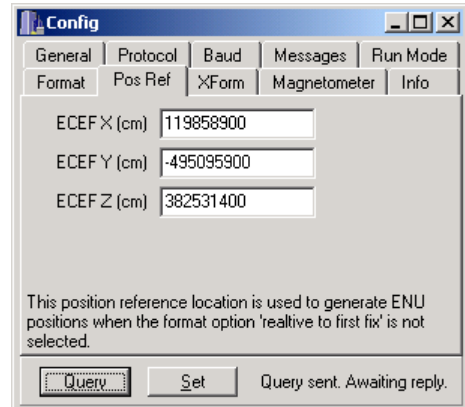 Config
General Protocol Baud Messages Run Mode
Format Pos Ref XForm Magnetometer Info
ECEF X (cm) 119858900
ECEF Y (cm) -495095900
ECEF Z (cm) 382531400
This position reference location is used to generate ENU
positions when the format option 'realtive to first fix' is not
selected.
Query Set Query sent. Awaiting reply.